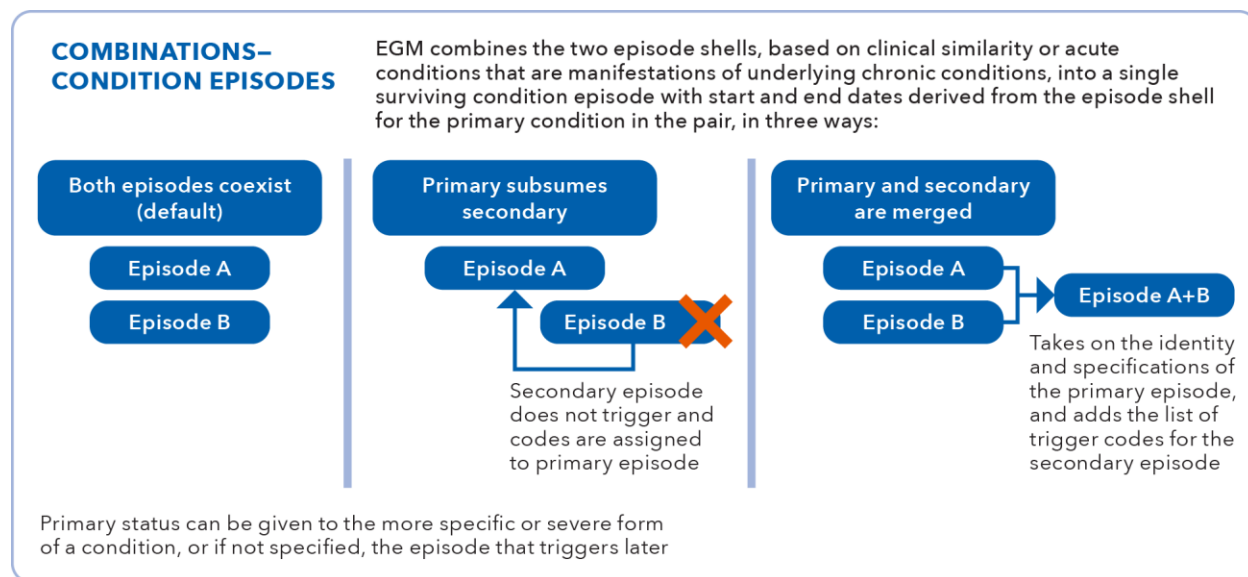 COMBINATIONS—
CONDITION EPISODES
EGM combines the two episode shells, based on clinical similarity or acute
conditions that are manifestations of underlying chronic conditions, into a single
surviving condition episode with start and end dates derived from the episode shell
for the primary condition in the pair, in three ways:
Both episodes coexist
(default)
Episode A
Episode B
Primary subsumes
secondary
Episode A
Episode B
Secondary episode
does not trigger and
codes are assigned
to primary episode
Primary and secondary
are merged
Episode A
Episode B
Episode A+B
Takes on the identity
and specifications of
the primary episode,
and adds the list of
trigger codes for the
secondary episode
Primary status can be given to the more specific or severe form
of a condition, or if not specified, the episode that triggers later